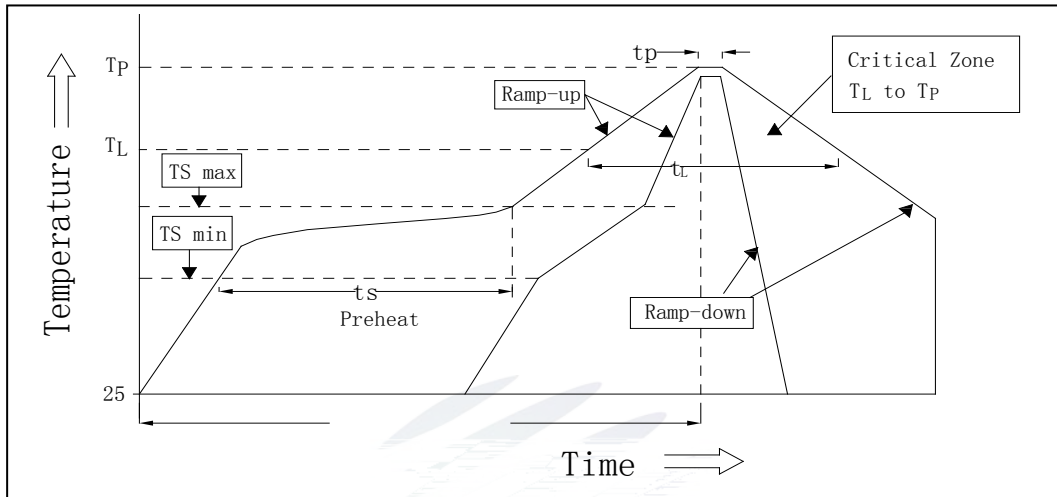 tp
TP
Critical Zone
TL to TP
Ramp-up
TL
TS max
tL
TS min
ts
Preheat
Ramp-down
25
Temperature
Time